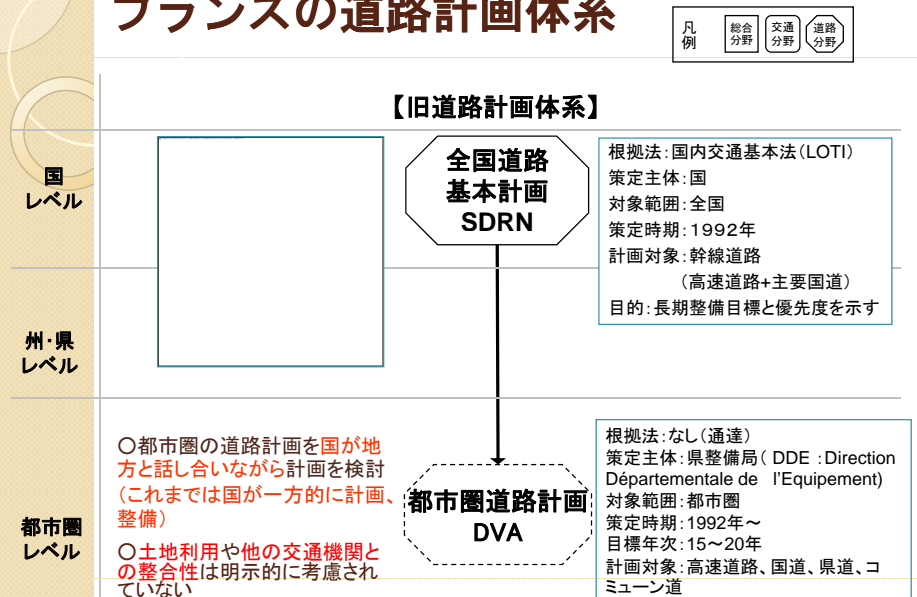 フランスの道路計画体系
凡例
総合分野
交通分野
道路分野
【旧道路計画体系】
国
レベル
全国道路
基本計画
SDRN
根拠法:国内交通基本法(LOTI)
策定主体:国
対象範囲:全国
策定時期:1992年
計画対象:幹線道路
(高速道路+主要国道)
目的:長期整備目標と優先度を示す
州・県
レベル
都市圏
レベル
〇都市圏の道路計画を国が地
方と話し合いながら計画を検討
(これまでは国が一方的に計画、
整備)
〇土地利用や他の交通機関と
の整合性は明示的に考慮され
ていない
都市圏道路計画
DVA
根拠法:なし(通達)
策定主体:県整備局( DDE :Direction
Départementale de l'Equipement)
対象範囲:都市圏
策定時期:1992年~
目標年次:15~20年
計画対象:高速道路、国道、県道、コ
ミューン道